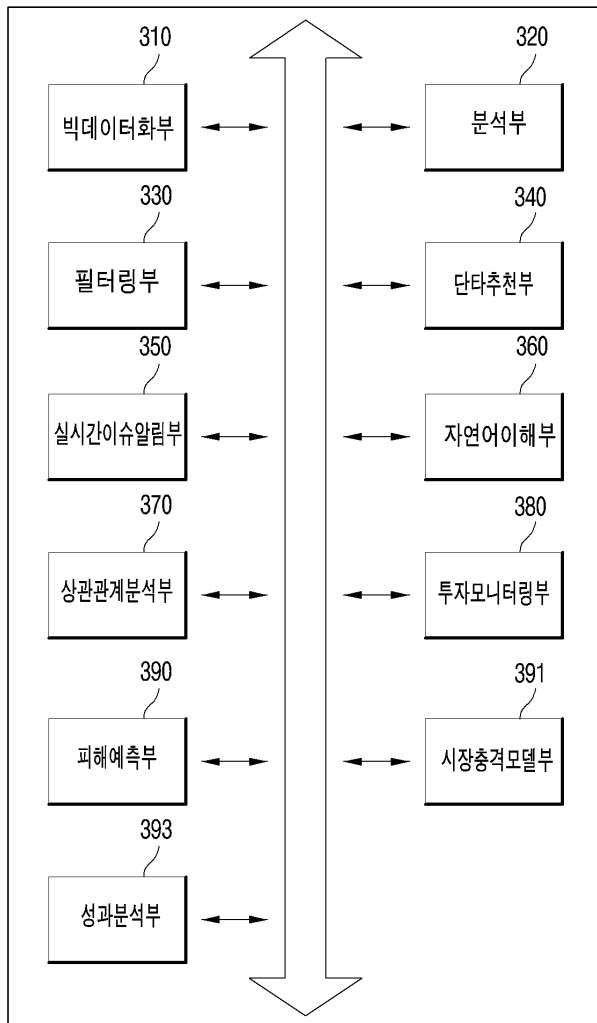 310
빅데이터화부
320
분석부
330
필터링부
340
단타추천부
350
실시간이슈알림부
360
자연어이해부
370
상관관계분석부
380
투자모니터링부
390
피해예측부
391
시장충격모델부
393
성과분석부